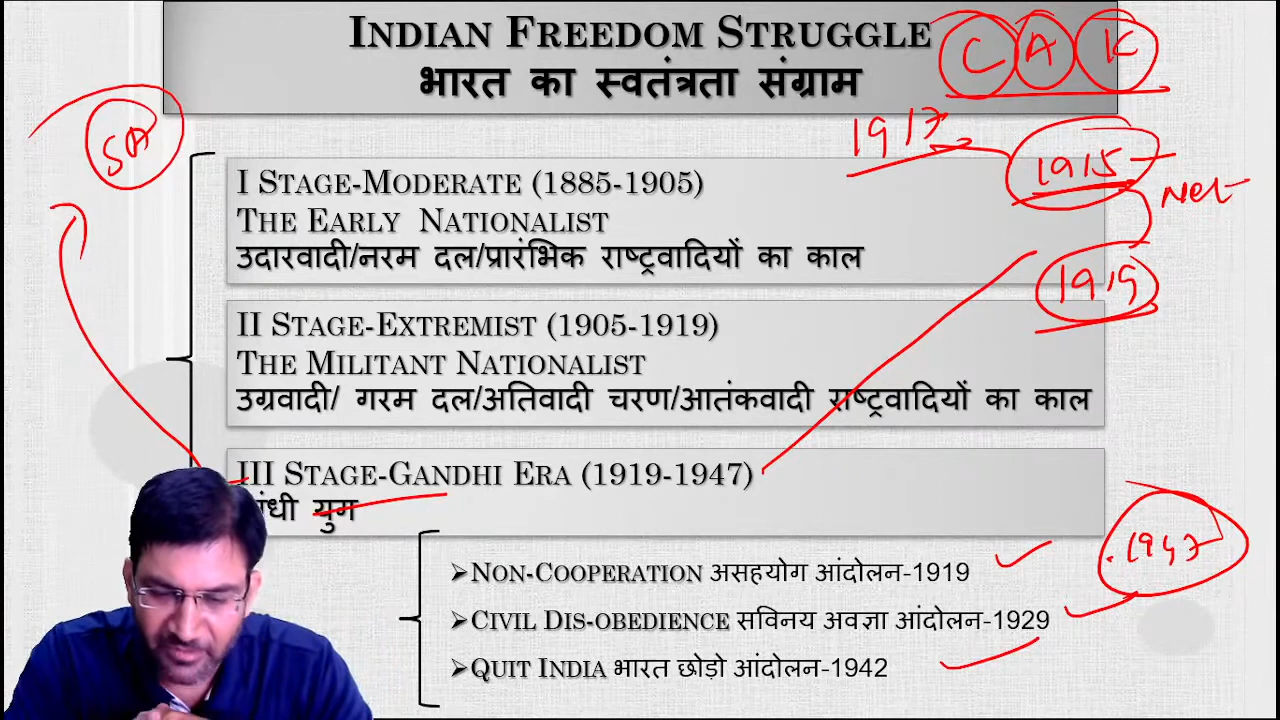 INDIAN FREEDOM STRUGGLE
भारत का स्वतंत्रता संग्राम
C A K
1917
1915
Net
1919
SA
I STAGE-MODERATE (1885-1905)
THE EARLY NATIONALIST
उदारवादी/नरम दल/प्रारंभिक राष्ट्रवादियों का काल
II STAGE-EXTREMIST (1905-1919)
THE MILITANT NATIONALIST
उग्रवादी/ गरम दल/अतिवादी चरण/आतंकवादी राष्ट्रवादियों का काल
III STAGE-GANDHI ERA (1919-1947)
गांधी युग
1947
➢NON-COOPERATION असहयोग आंदोलन-1919
➢CIVIL DIS-OBEDIENCE सविनय अवज्ञा आंदोलन-1929
➢QUIT INDIA भारत छोड़ो आंदोलन-1942